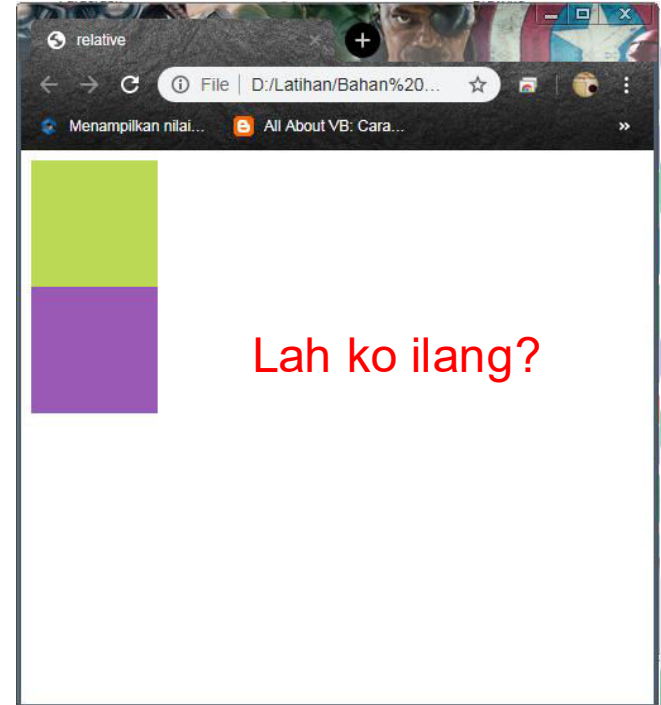 relative
File | D:/Latihan/Bahan%20...
Menampilkan nilai...
All About VB: Cara...
Lah ko ilang?